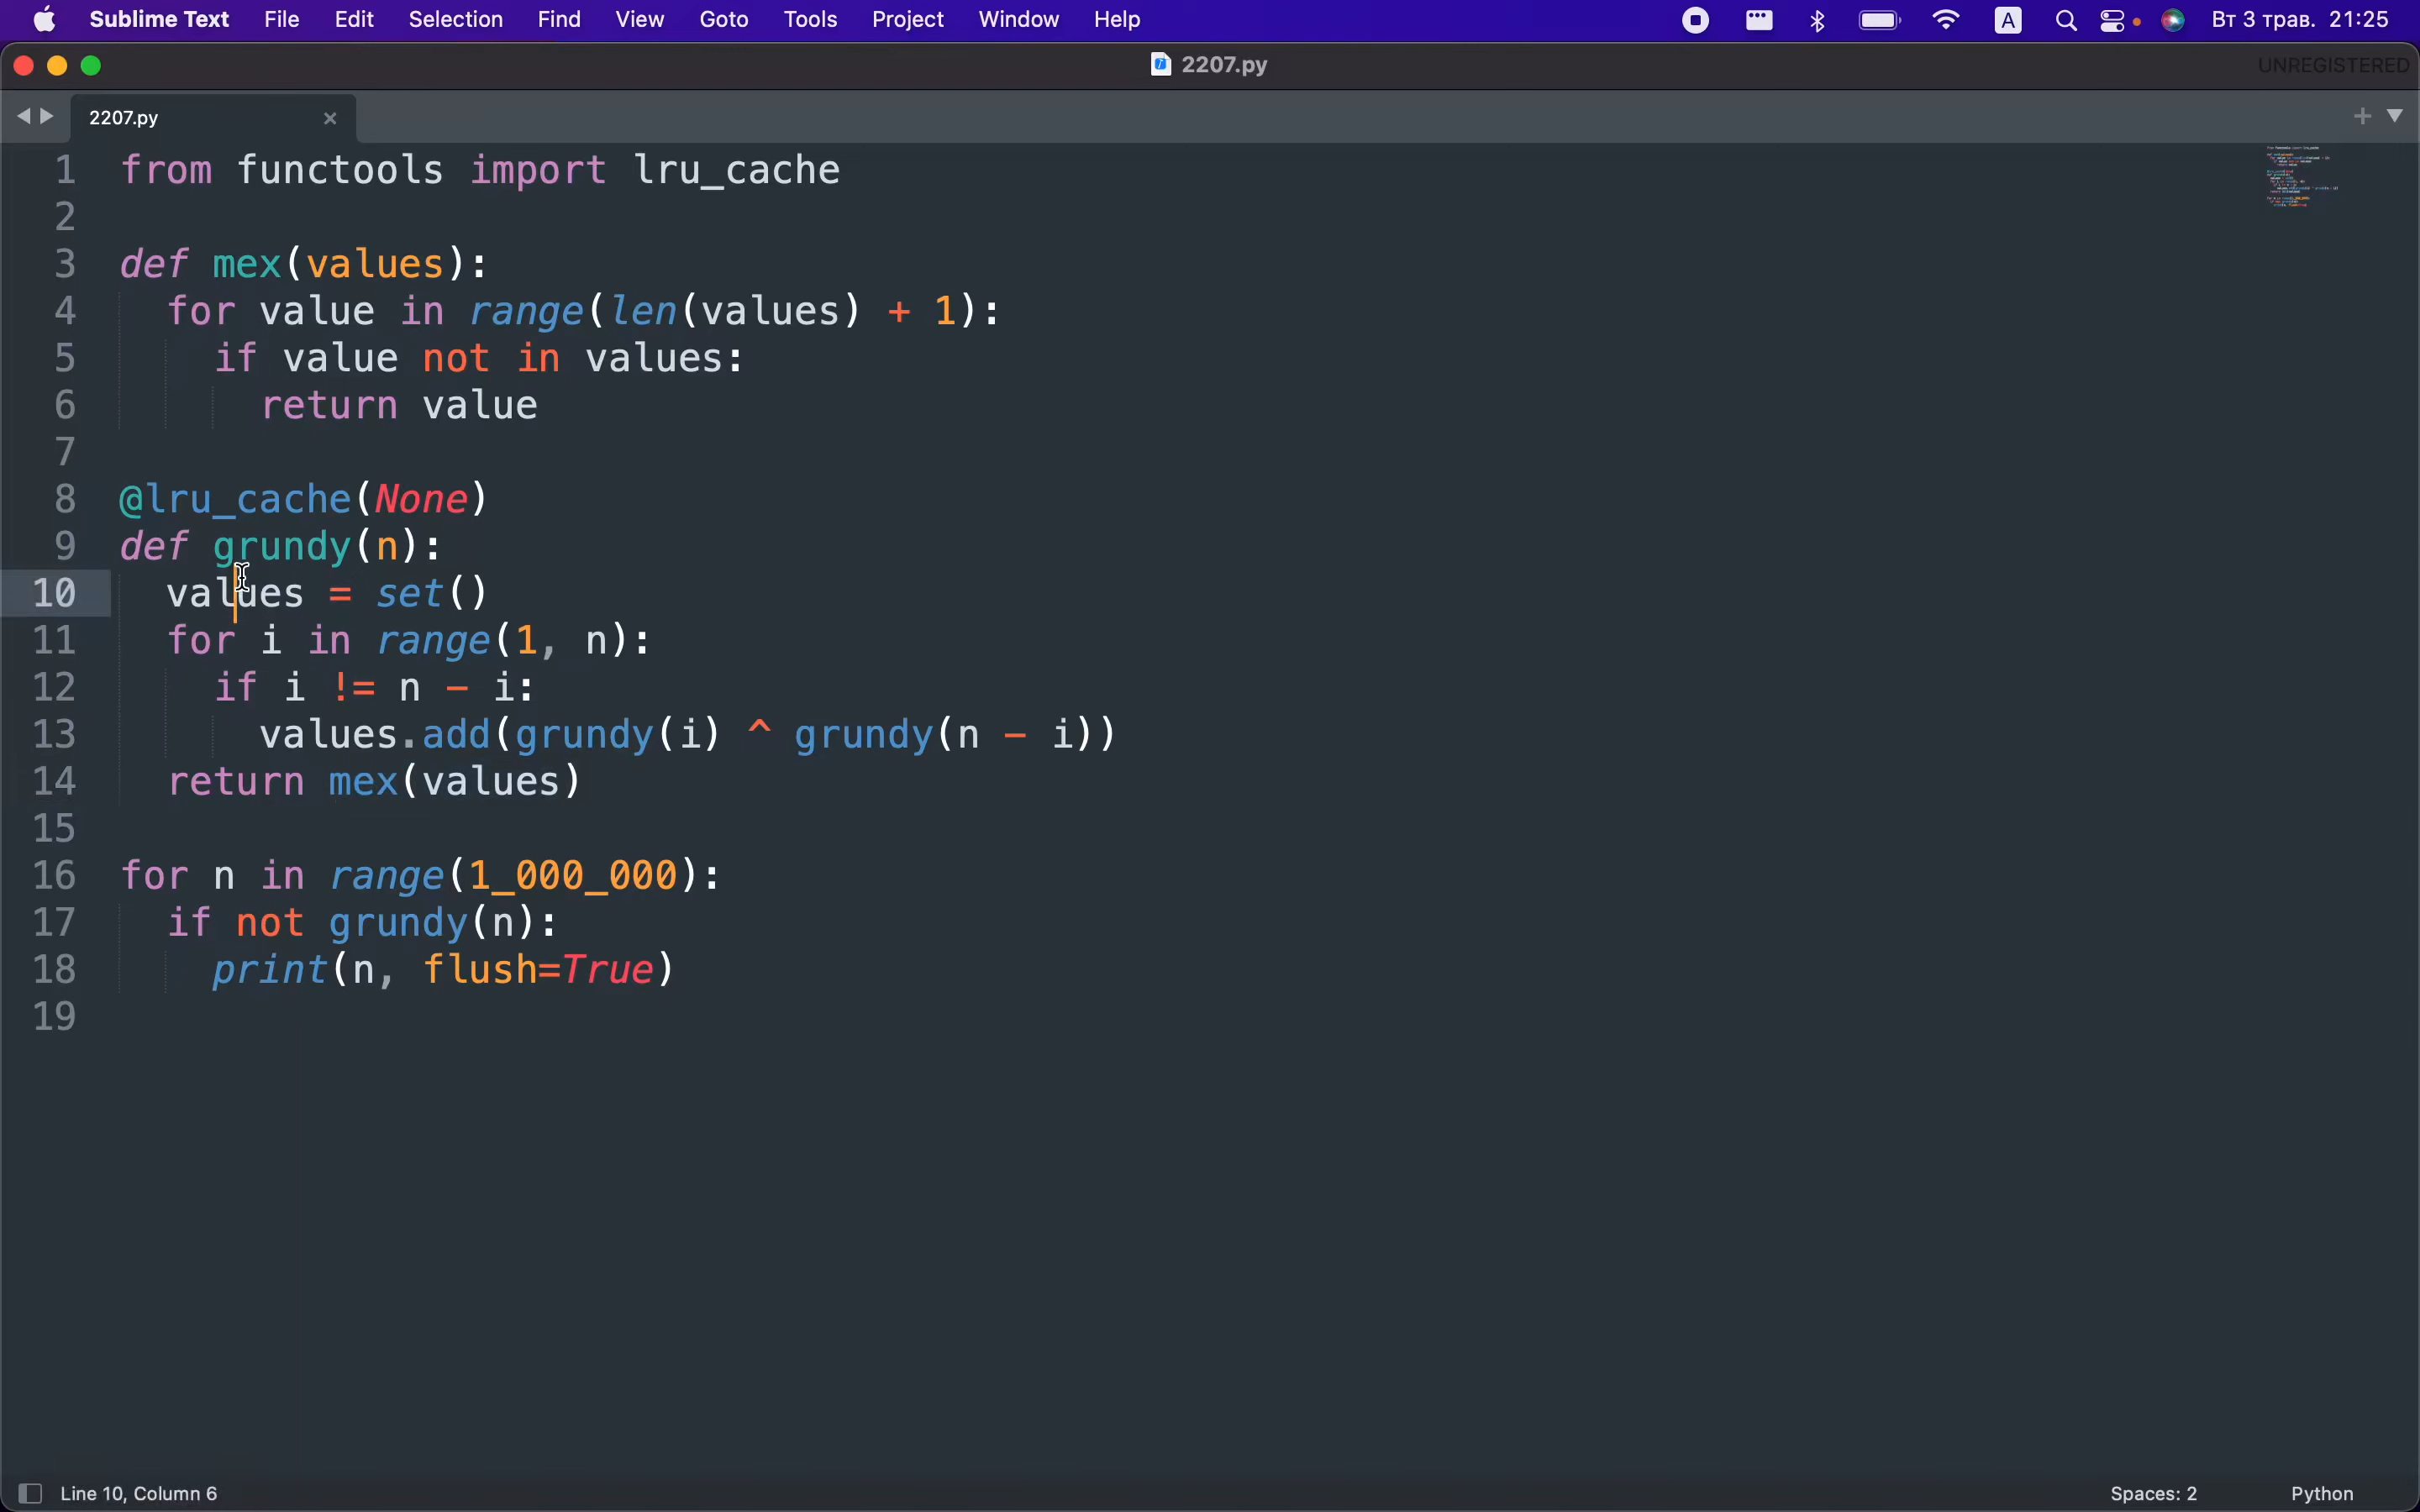 Sublime Text File Edit Selection Find View Goto Tools Project Window Help A Вт 3 трав. 21:25
2207.py UNREGISTERED
2207.py
1 from functools import lru_cache
2
3 def mex(values):
4 for value in range(len(values) + 1):
5 if value not in values:
6 return value
7
8 @lru_cache(None)
9 def grundy(n):
10 values = set()
11 for i in range(1, n):
12 if i != n - i:
13 values.add(grundy(i) ^ grundy(n - i))
14 return mex(values)
15
16 for n in range(1_000_000):
17 if not grundy(n):
18 print(n, flush=True)
19
Line 10, Column 6 Spaces: 2 Python